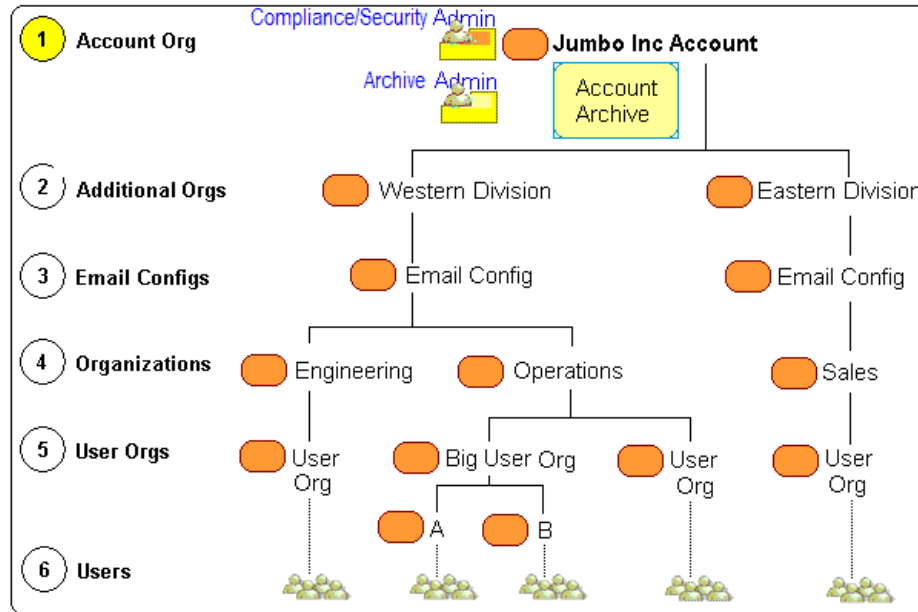 Compliance/Security Admin
1 Account Org
Jumbo Inc Account
Archive Admin
Account
Archive
2 Additional Orgs
Western Division
Eastern Division
3 Email Configs
Email Config
Email Config
4 Organizations
Engineering
Operations
Sales
5 User Orgs
User
Org
Big User Org
User
Org
User
Org
A
B
6 Users